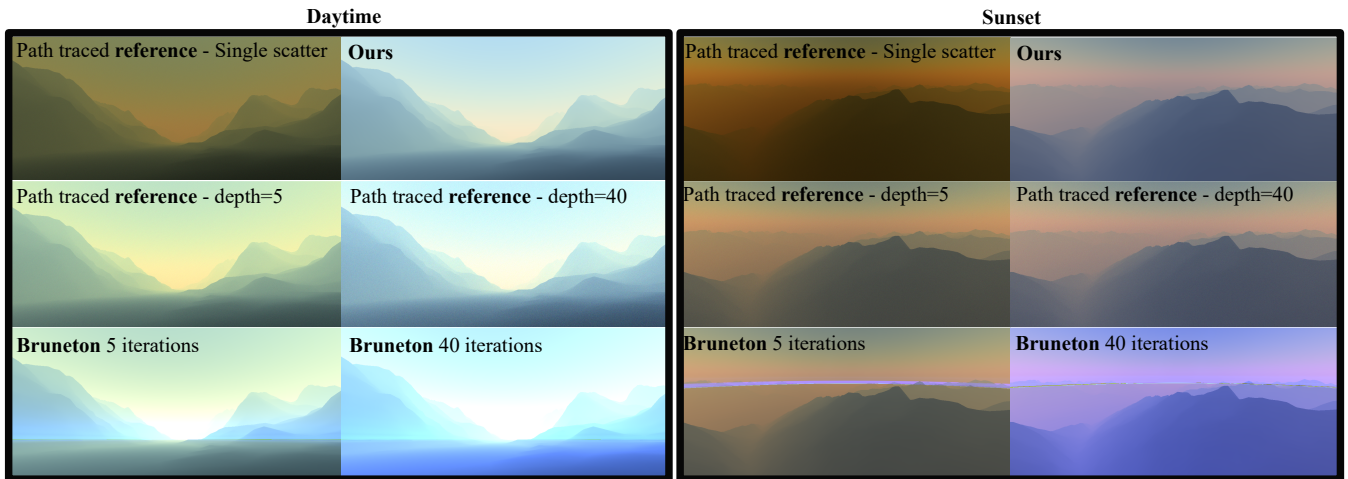 Daytime
Sunset
Path traced reference - Single scatter
Ours
Path traced reference - Single scatter
Ours
Path traced reference - depth=5
Path traced reference - depth=40
Path traced reference - depth=5
Path traced reference - depth=40
Bruneton 5 iterations
Bruneton 40 iterations
Bruneton 5 iterations
Bruneton 40 iterations